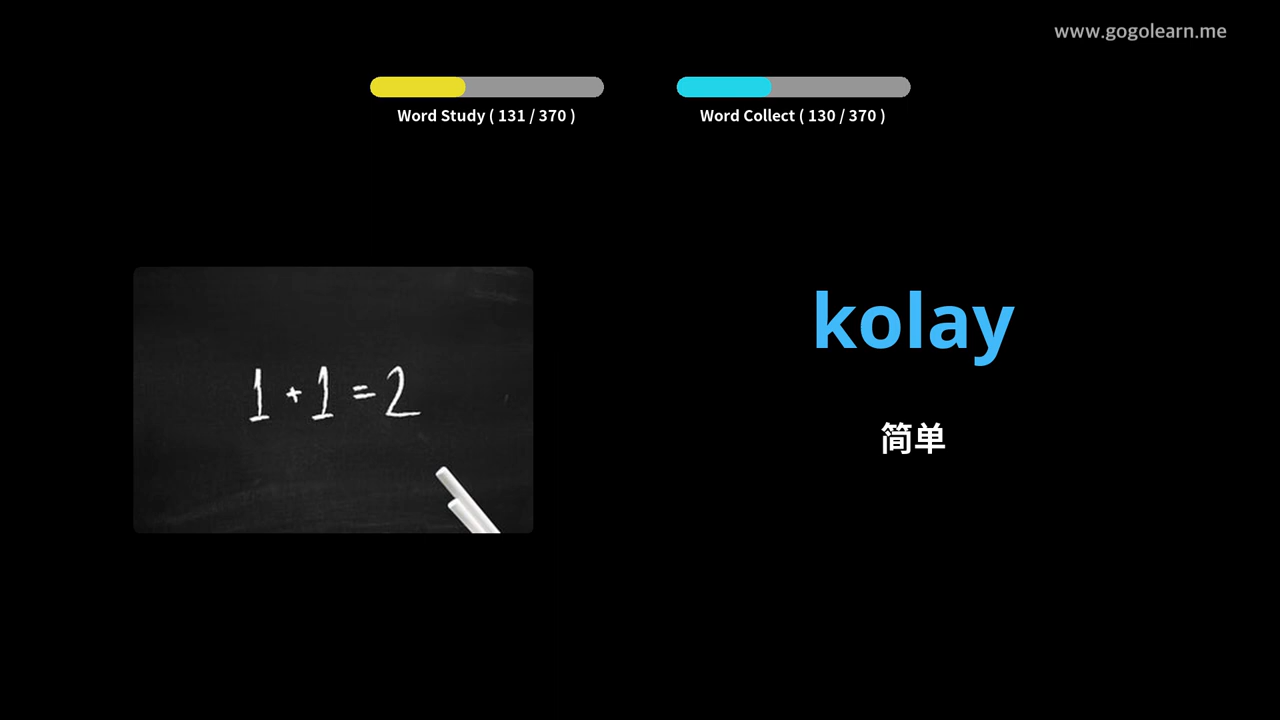 www.gogolearn.me
Word Study ( 131 / 370 )
Word Collect ( 130 / 370 )
1 + 1 = 2
kolay
简单